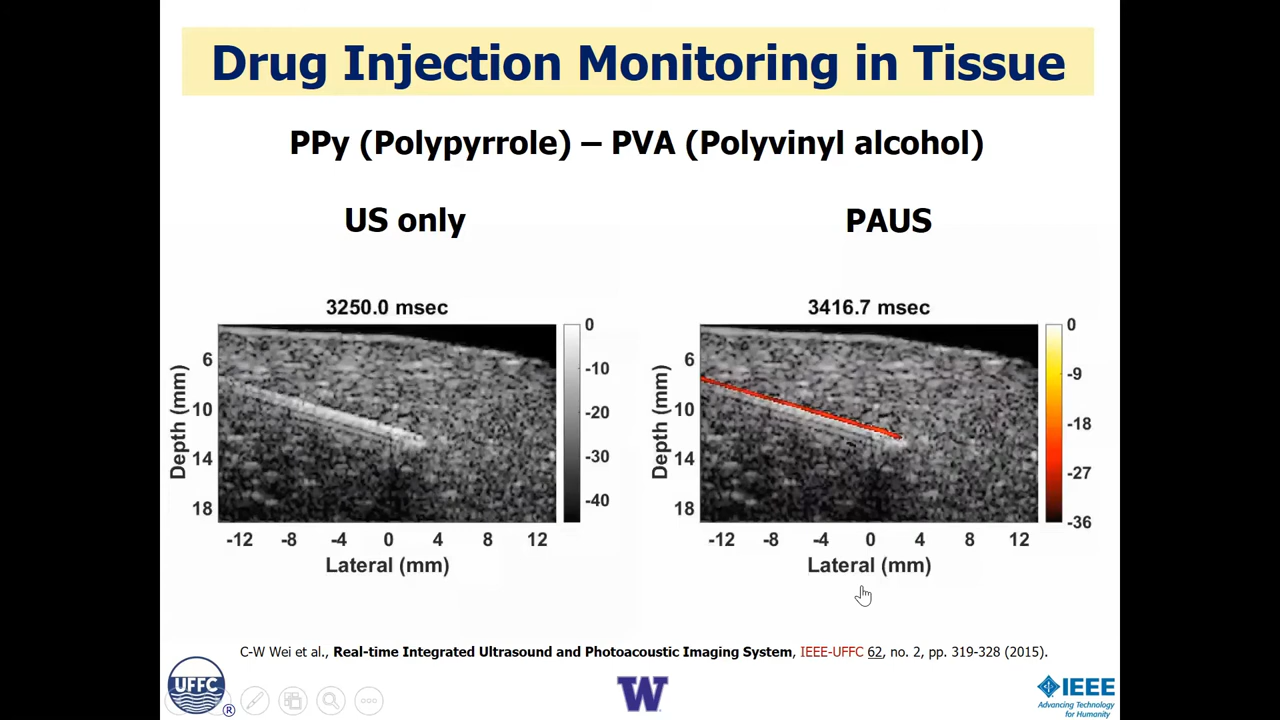 Drug Injection Monitoring in Tissue
PPy (Polypyrrole) – PVA (Polyvinyl alcohol)
US only
PAUS
3250.0 msec
0
-10
-20
-30
-40
6
10
14
18
Depth (mm)
-12 -8 -4 0 4 8 12
Lateral (mm)
3416.7 msec
0
-9
-18
-27
-36
6
10
14
18
Depth (mm)
-12 -8 -4 0 4 8 12
Lateral (mm)
C-W Wei et al., Real-time Integrated Ultrasound and Photoacoustic Imaging System, IEEE-UFFC 62, no. 2, pp. 319-328 (2015).
UFFC ®
W
IEEE
Advancing Technology
for Humanity